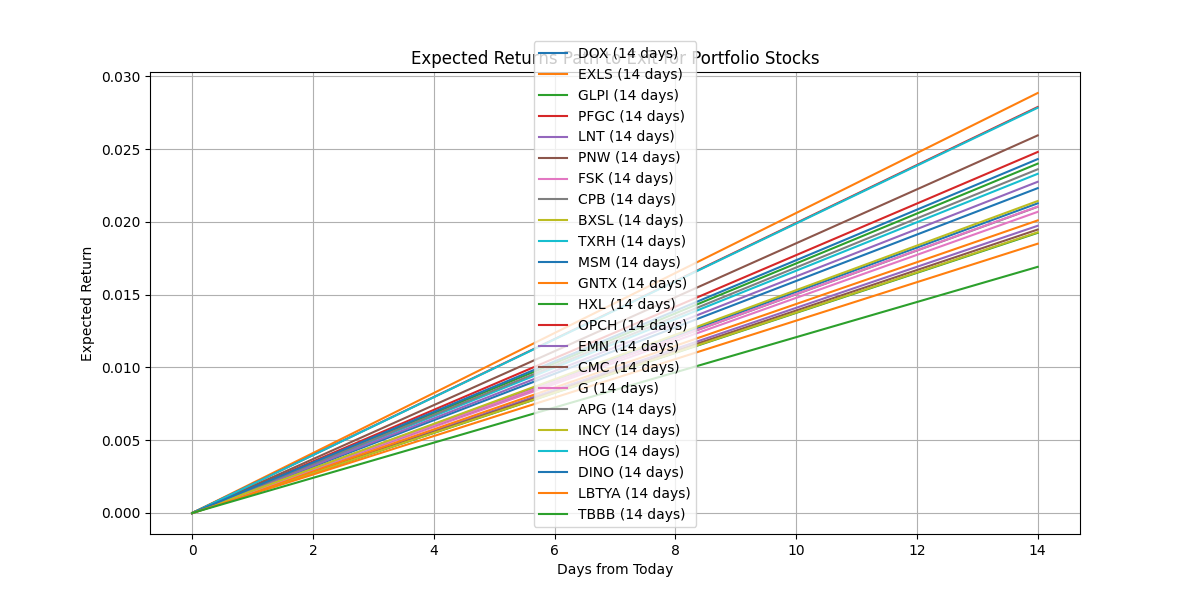 Expected Returns Path to Exit for Portfolio Stocks
DOX (14 days)
EXLS (14 days)
GLPI (14 days)
PFGC (14 days)
LNT (14 days)
PNW (14 days)
FSK (14 days)
CPB (14 days)
BXSL (14 days)
TXRH (14 days)
MSM (14 days)
GNTX (14 days)
HXL (14 days)
OPCH (14 days)
EMN (14 days)
CMC (14 days)
G (14 days)
APG (14 days)
INCY (14 days)
HOG (14 days)
DINO (14 days)
LBTYA (14 days)
TBBB (14 days)
Expected Return
0.030
0.025
0.020
0.015
0.010
0.005
0.000
0 2 4 6 8 10 12 14
Days from Today